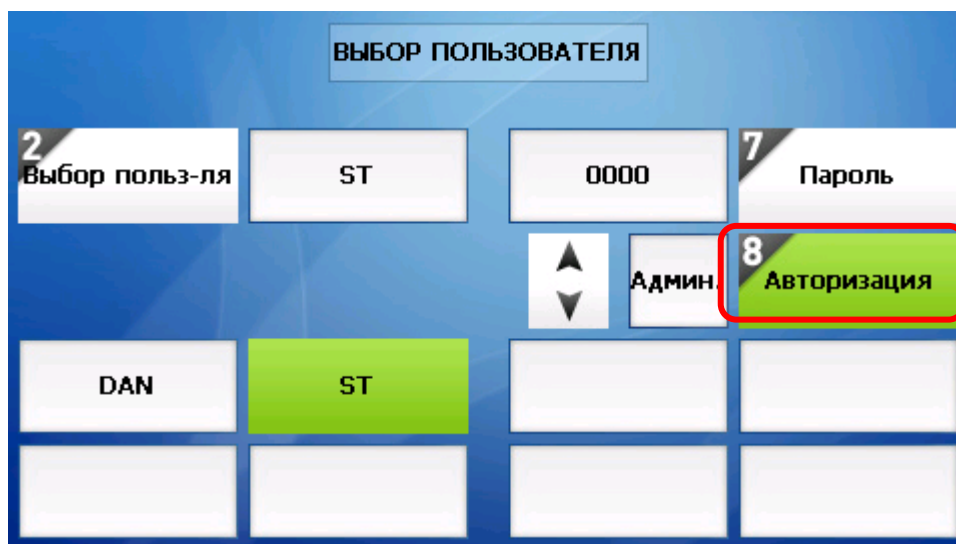 ВЫБОР ПОЛЬЗОВАТЕЛЯ
2
Выбор польз-ля
ST
0000
7
Пароль
Админ.
8
Авторизация
DAN
ST